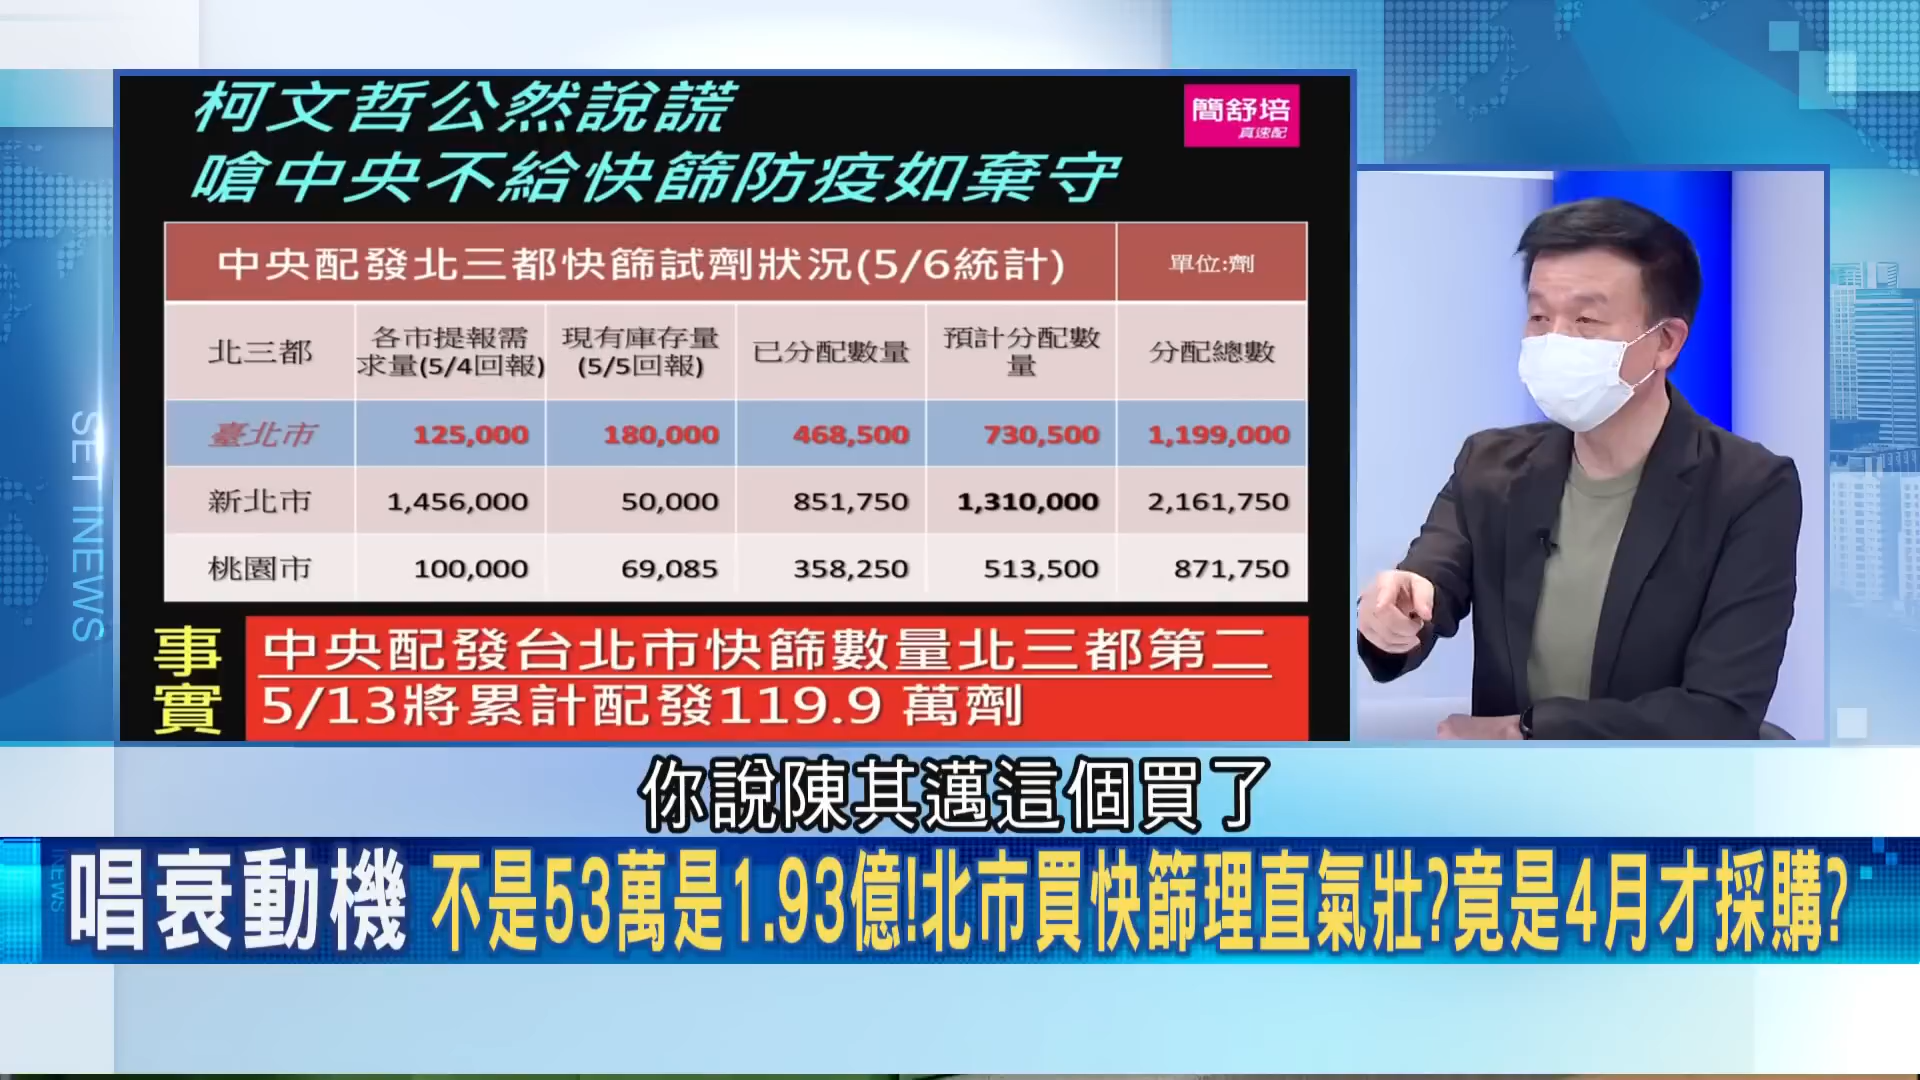 柯文哲公然說謊
嗆中央不給快篩防疫如棄守
簡舒培
真速配
中央配發北三都快篩試劑狀況(5/6統計) 單位:劑
北三都 各市提報需求量(5/4回報) 現有庫存量(5/5回報) 已分配數量 預計分配數量 分配總數
臺北市 125,000 180,000 468,500 730,500 1,199,000
新北市 1,456,000 50,000 851,750 1,310,000 2,161,750
桃園市 100,000 69,085 358,250 513,500 871,750
事實
中央配發台北市快篩數量北三都第二
5/13將累計配發119.9 萬劑
SET INEWS
你說陳其邁這個買了
唱衰動機 不是53萬是1.93億!北市買快篩理直氣壯?竟是4月才採購?
INEWS